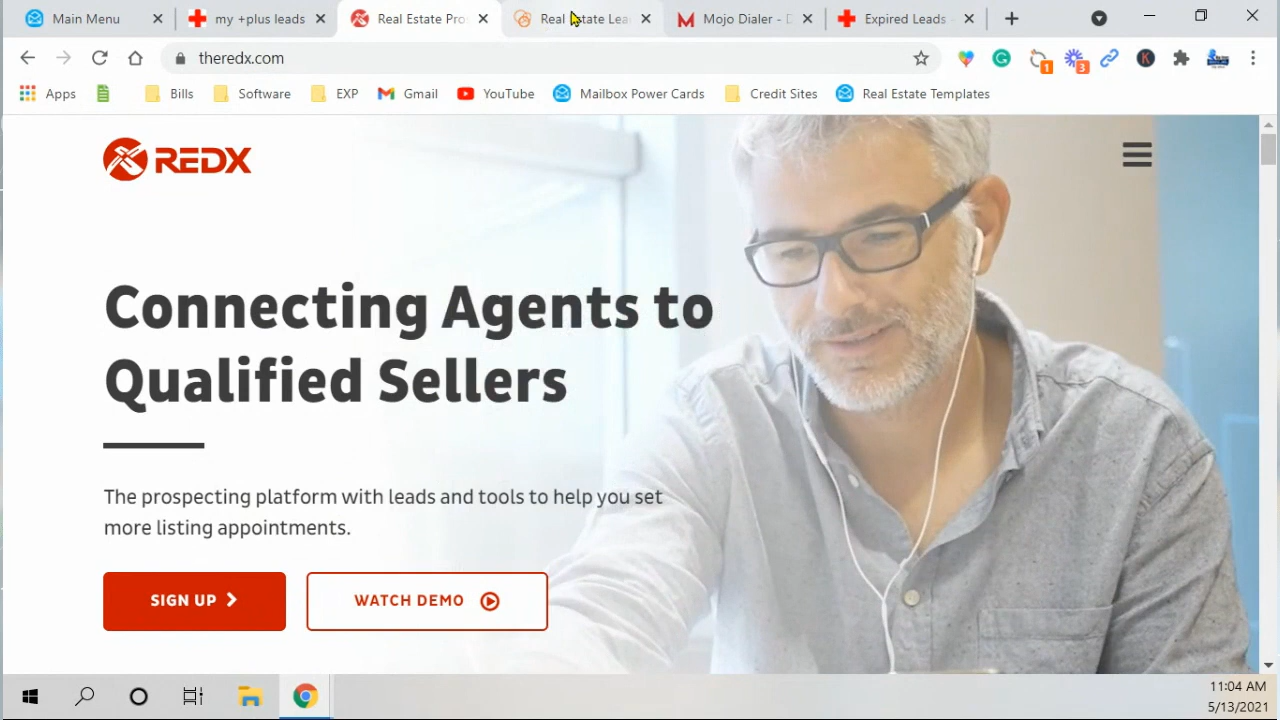 Main Menu
my +plus leads
Real Estate Pro
Real Estate Lea
Mojo Dialer - D
Expired Leads -
theredx.com
1
G
3
K
Apps
Bills
Software
EXP
Gmail
YouTube
Mailbox Power Cards
Credit Sites
Real Estate Templates
REDX
Connecting Agents to
Qualified Sellers
The prospecting platform with leads and tools to help you set
more listing appointments.
SIGN UP
WATCH DEMO
11:04 AM
5/13/2021